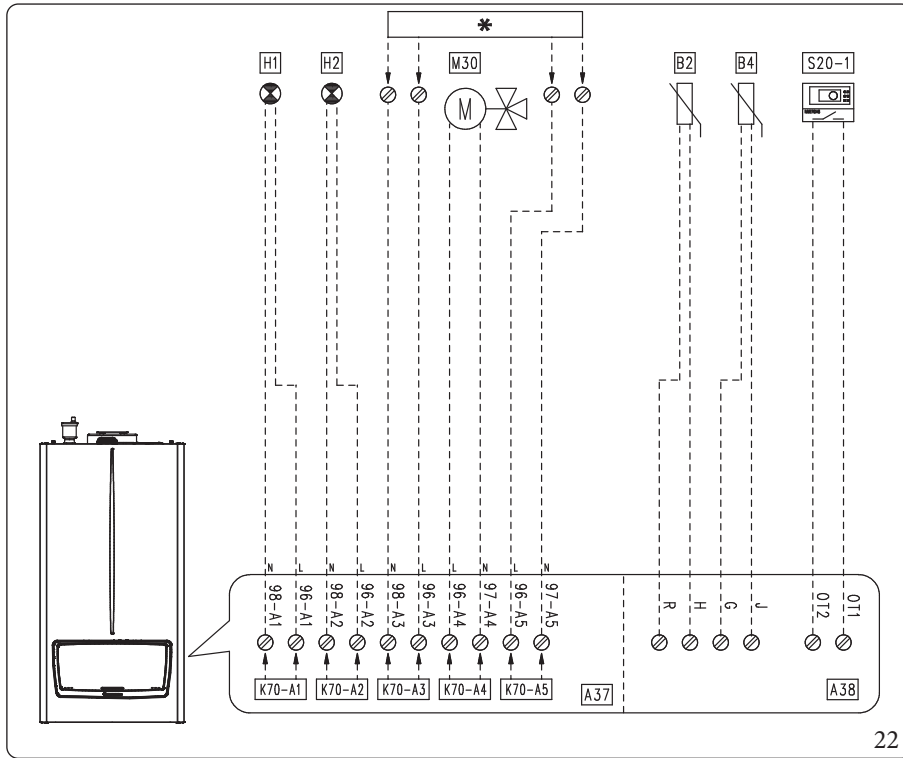 *
H1 H2 M30 B2 B4 S20-1
M
N L N L N L L N L N
98-A1 96-A1 98-A2 96-A2 98-A3 96-A3 96-A4 97-A4 96-A5 97-A5 R H G J OT2 OT1
K70-A1 K70-A2 K70-A3 K70-A4 K70-A5 A37 A38
22